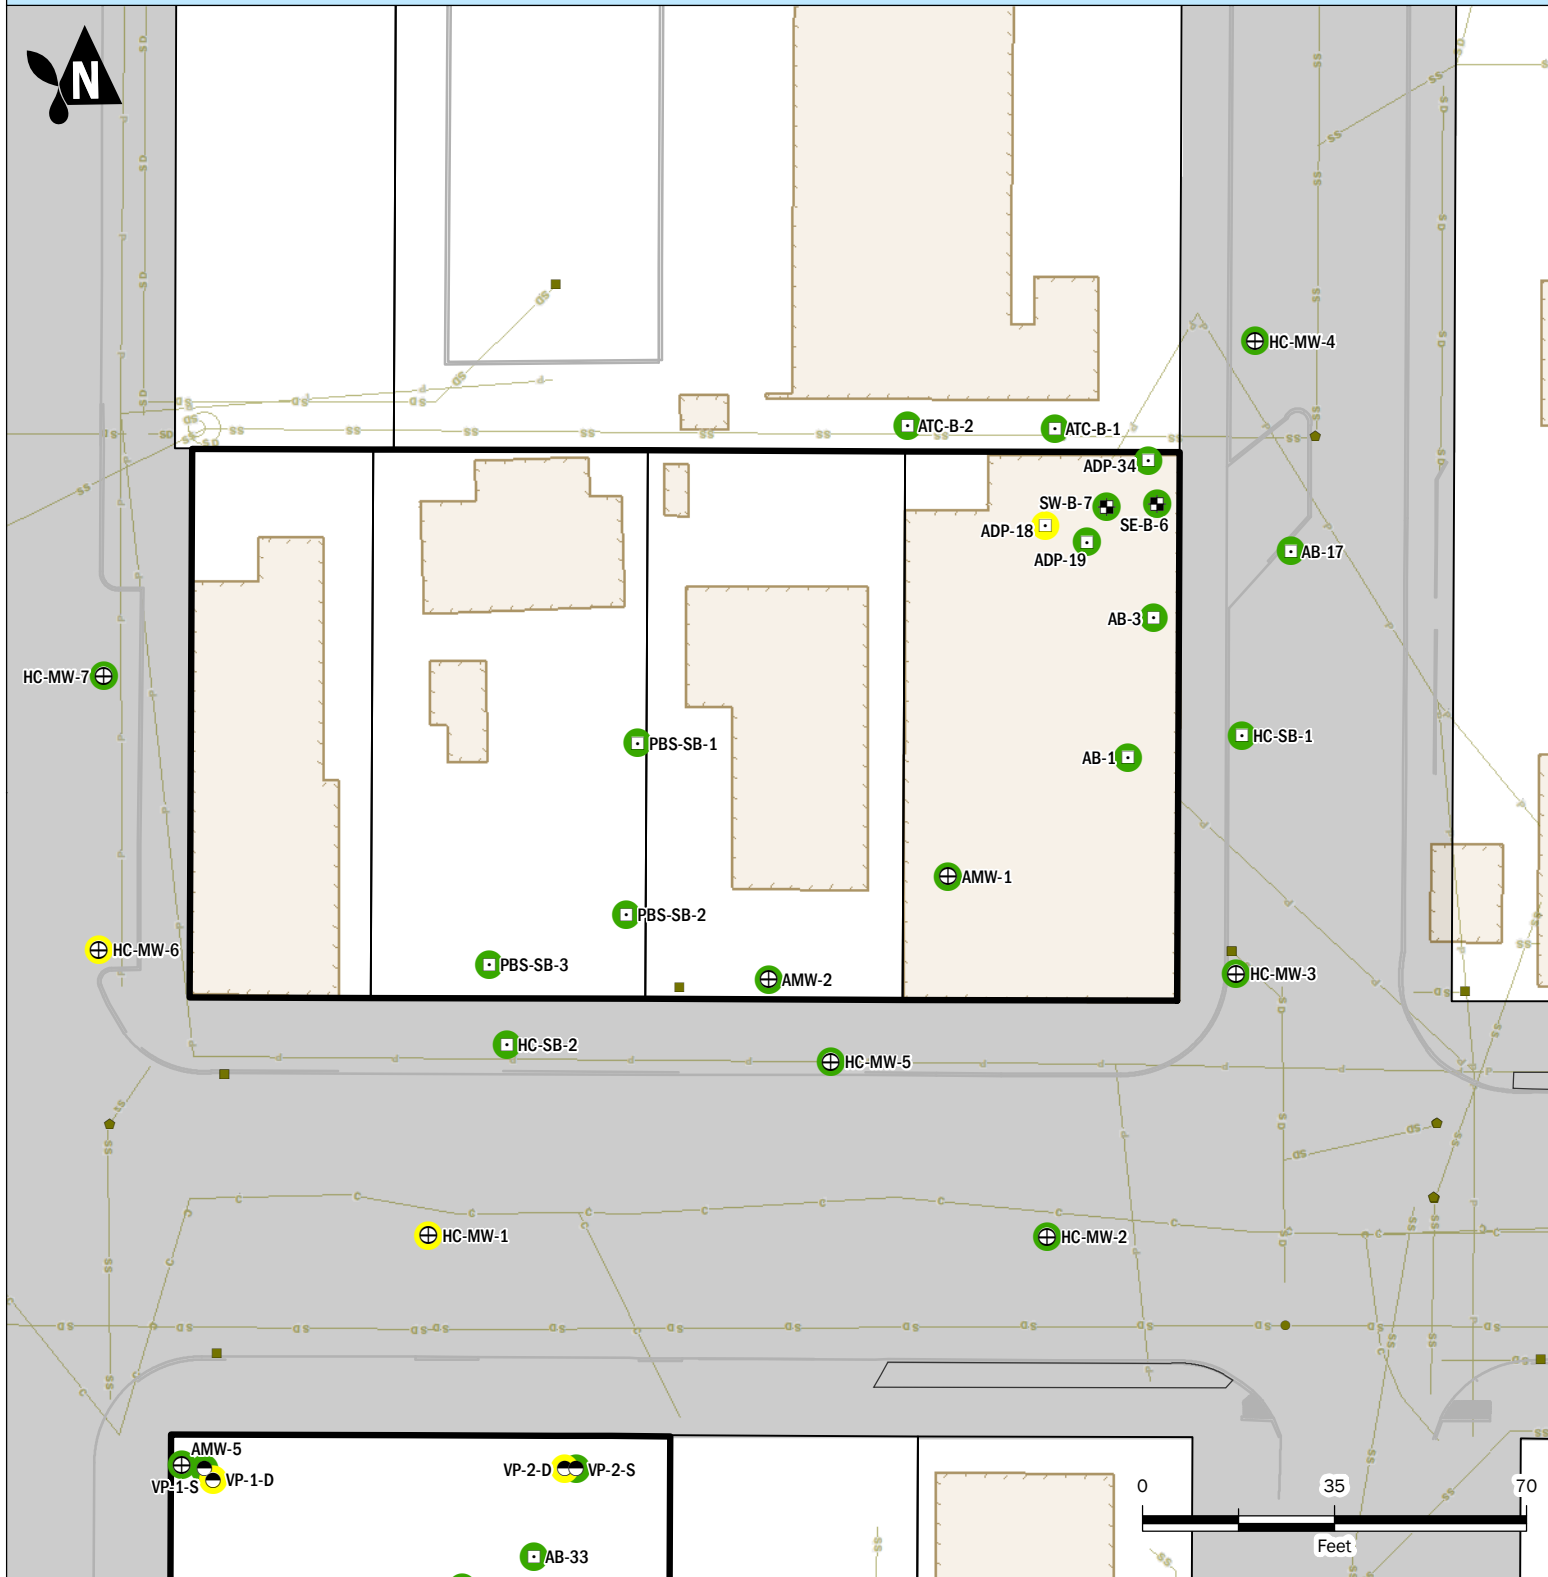 N
HC-MW-4
ATC-B-2
ATC-B-1
ADP-34
SW-B-7
SE-B-6
ADP-18
ADP-19
AB-17
AB-3
HC-MW-7
HC-SB-1
PBS-SB-1
AB-1
AMW-1
PBS-SB-2
HC-MW-6
PBS-SB-3
AMW-2
HC-MW-3
HC-SB-2
HC-MW-5
HC-MW-1
HC-MW-2
AMW-5
VP-1-S
VP-1-D
VP-2-D
VP-2-S
0
35
70
Feet
AB-33